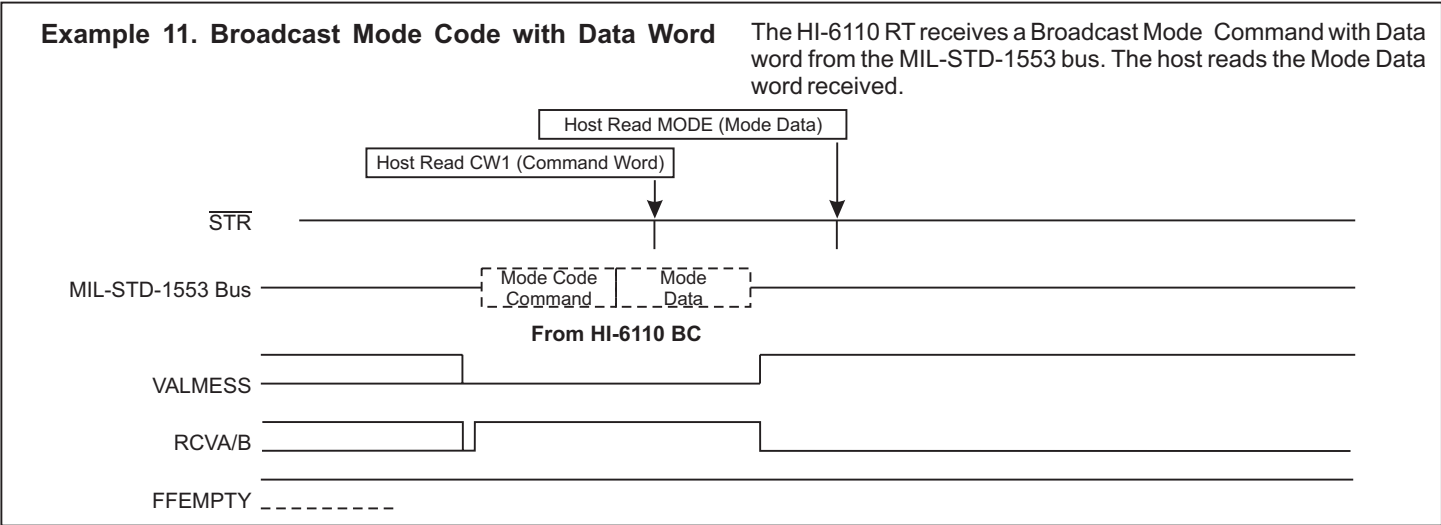 Example 11. Broadcast Mode Code with Data Word
The HI-6110 RT receives a Broadcast Mode Command with Data
word from the MIL-STD-1553 bus. The host reads the Mode Data
word received.
Host Read MODE (Mode Data)
Host Read CW1 (Command Word)
STR
MIL-STD-1553 Bus
Mode Code
Command
Mode
Data
From HI-6110 BC
VALMESS
RCVA/B
FFEMPTY